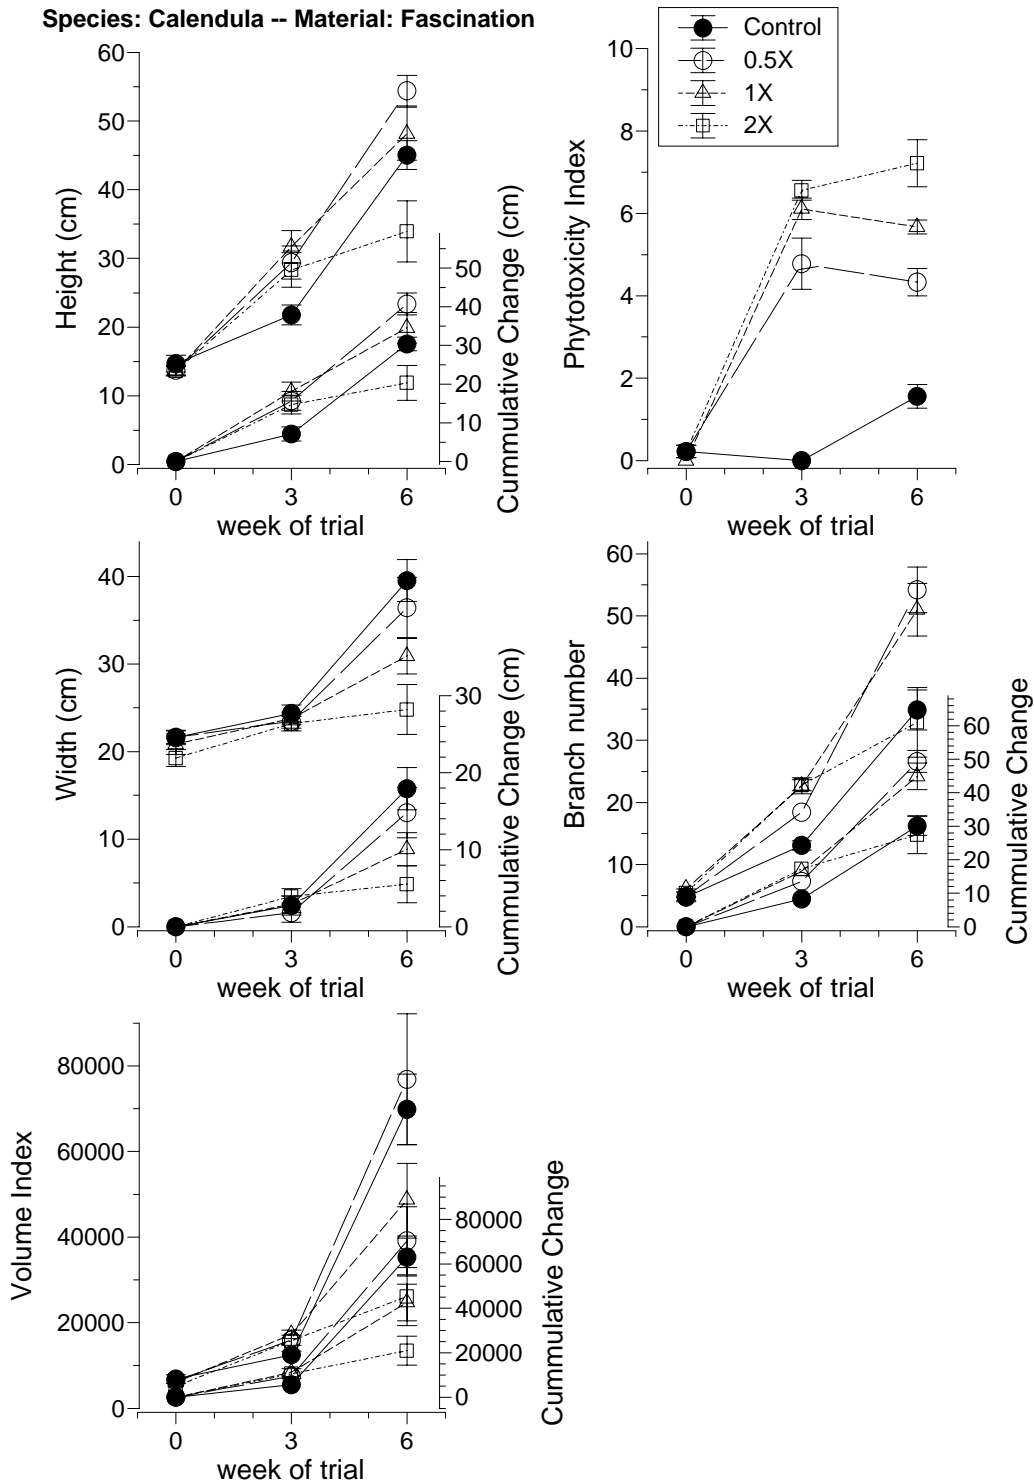 Species: Calendula -- Material: Fascination
Control
0.5X
1X
2X
60
50
40
30
20
10
0
Height (cm)
50
40
30
20
10
0
Cummulative Change (cm)
0 3 6
week of trial
10
8
6
4
2
0
Phytotoxicity Index
0 3 6
week of trial
40
30
20
10
0
Width (cm)
30
20
10
0
Cummulative Change (cm)
0 3 6
week of trial
60
50
40
30
20
10
0
Branch number
60
50
40
30
20
10
0
Cummulative Change
0 3 6
week of trial
80000
60000
40000
20000
0
Volume Index
80000
60000
40000
20000
0
Cummulative Change
0 3 6
week of trial